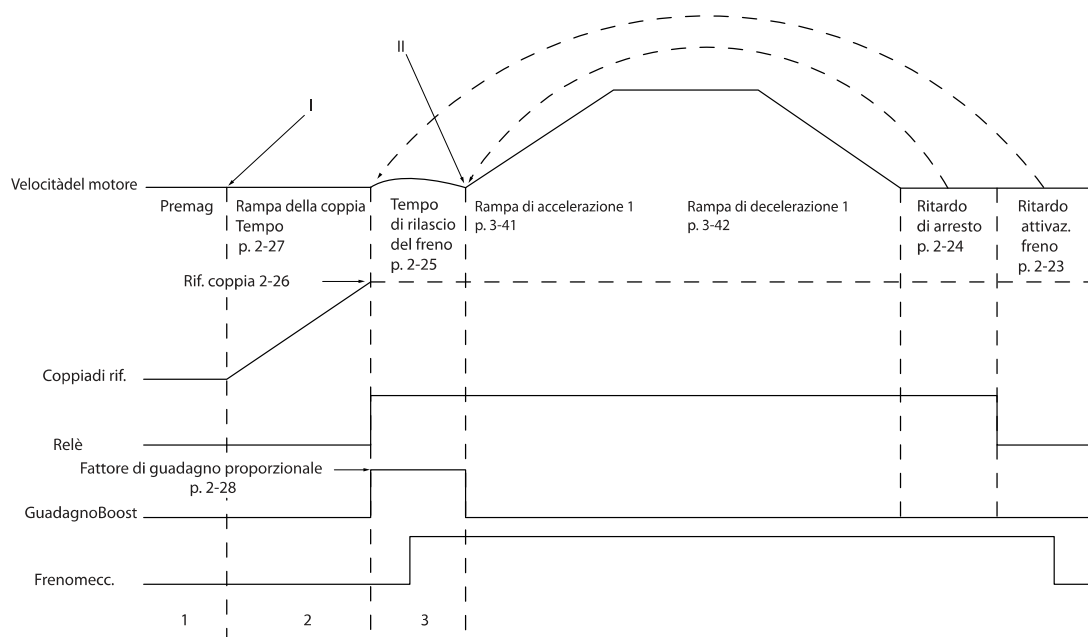 II
I
Velocitàdel motore
Premag
Rampa della coppia
Tempo
p. 2-27
Tempo
di rilascio
del freno
p. 2-25
Rampa di accelerazione 1
p. 3-41
Rampa di decelerazione 1
p. 3-42
Ritardo
di arresto
p. 2-24
Ritardo
attivaz.
freno
p. 2-23
Rif. coppia 2-26
Coppiadi rif.
Relè
Fattore di guadagno proporzionale
p. 2-28
GuadagnoBoost
Frenomecc.
1
2
3